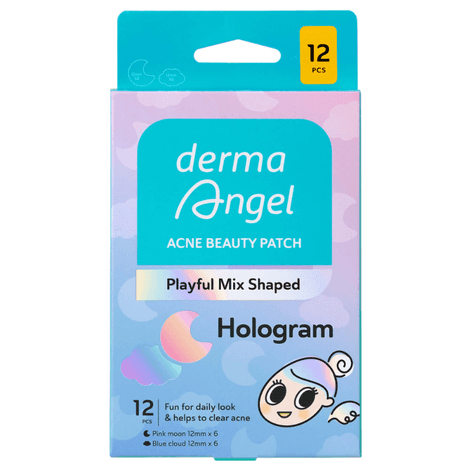 12
PCS
derma
Angel
ACNE BEAUTY PATCH
Playful Mix Shaped
Hologram
12
PCS
Fun for daily look
& helps to clear acne
Pink moon 12mm x 6
Blue cloud 12mm x 6